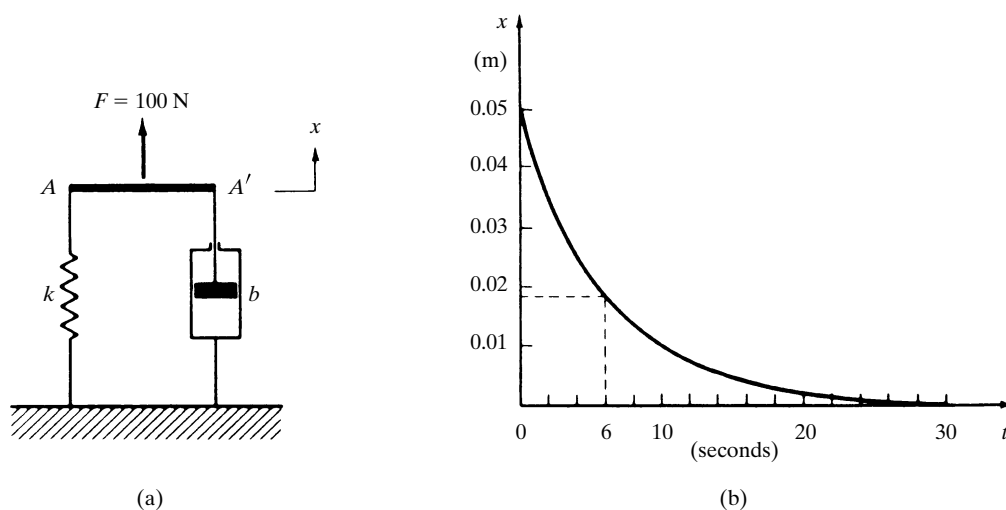 F = 100 N
x
A
A′
k
b
(a)
x
(m)
0.05
0.04
0.03
0.02
0.01
0
6
10
20
30
t
(seconds)
(b)